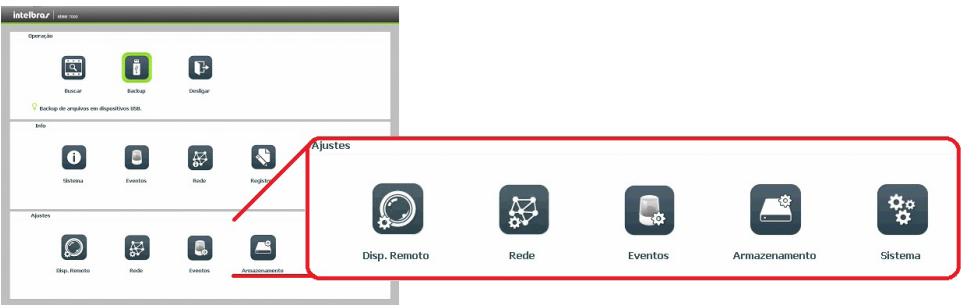 intelbras
Operação
Buscar Backup Desligar
Backup de arquivos em dispositivos USB.
Info
Sistema Eventos Rede Registro
Ajustes
Disp. Remoto Rede Eventos Armazenamento
Ajustes
Disp. Remoto Rede Eventos Armazenamento Sistema